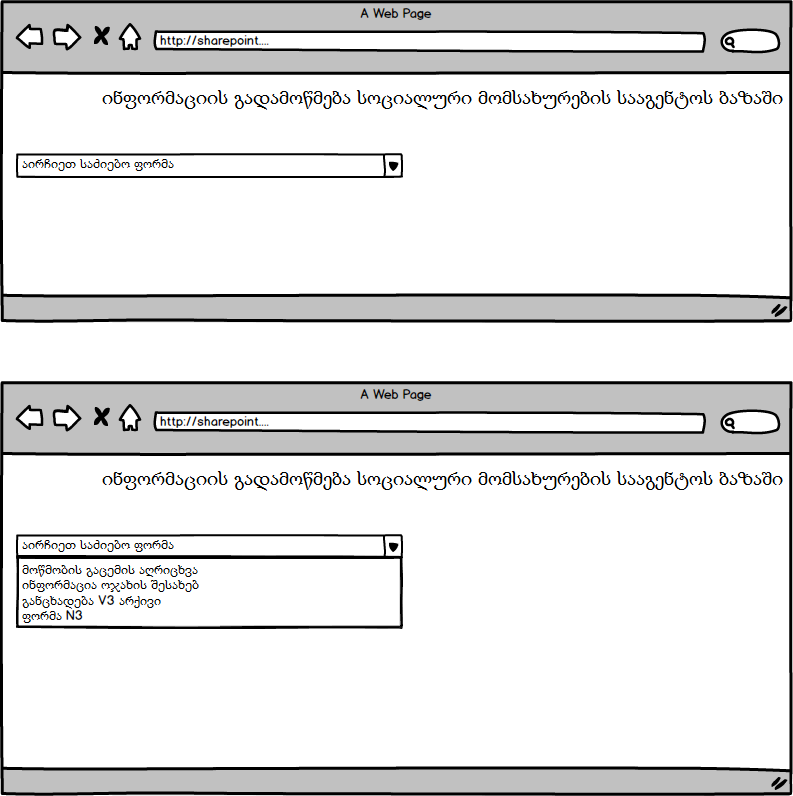 A Web Page
http://sharepoint....
ინფორმაციის გადამოწმება სოციალური მომსახურების სააგენტოს ბაზაში
აირჩიეთ საძიებო ფორმა
A Web Page
http://sharepoint....
ინფორმაციის გადამოწმება სოციალური მომსახურების სააგენტოს ბაზაში
აირჩიეთ საძიებო ფორმა
მოწმობის გაცემის აღრიცხვა
ინფორმაცია ოჯახის შესახებ
განცხადება V3 არქივი
ფორმა N3